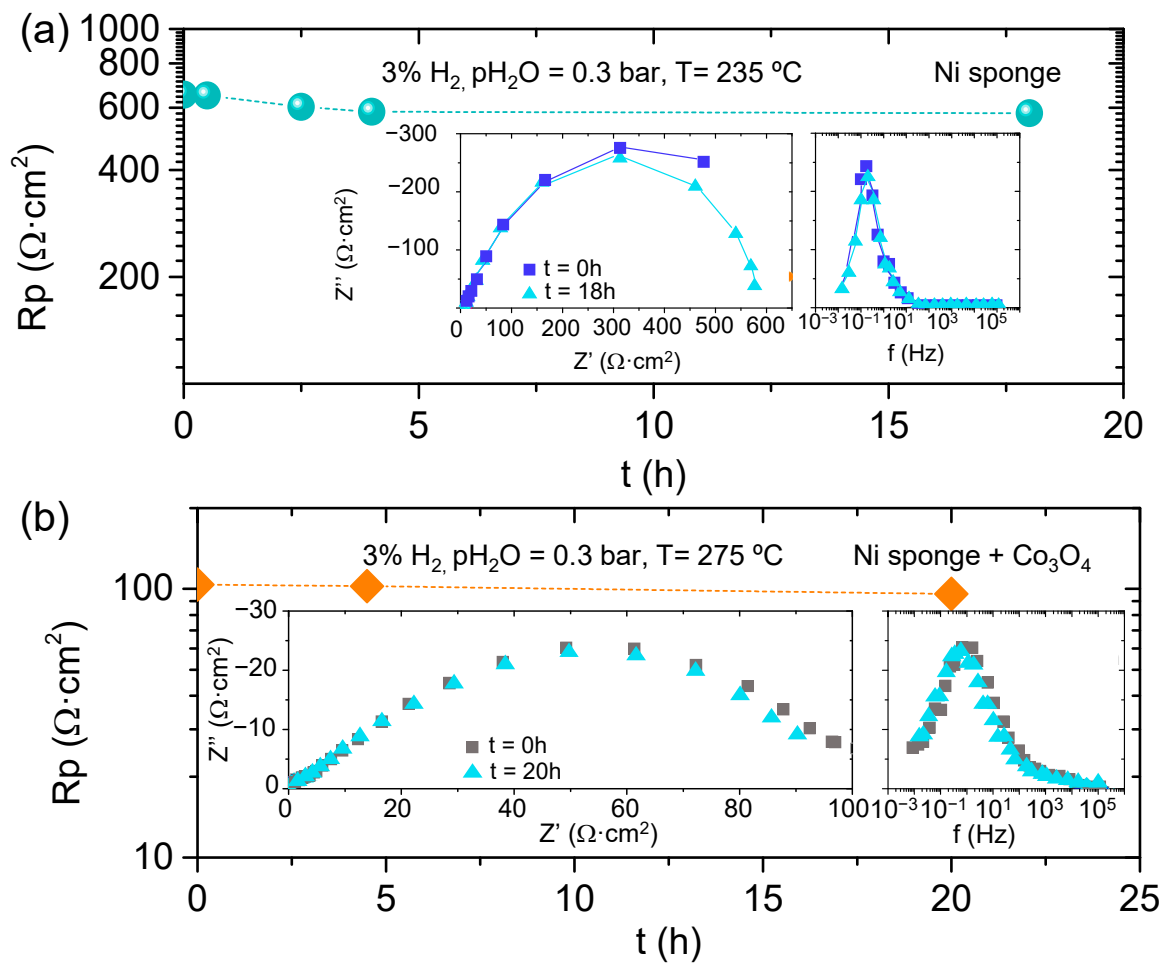 (a)
1000
800
600
400
200
Rp (Ω·cm²)
3% H₂, pH₂O = 0.3 bar, T= 235 ºC
Ni sponge
−300
−200
−100
Z'' (Ω·cm²)
t = 0h
t = 18h
0 100 200 300 400 500 600
Z' (Ω·cm²)
10⁻³ 10⁻¹ 10¹ 10³ 10⁵
f (Hz)
0 5 10 15 20
t (h)
(b)
100
10
Rp (Ω·cm²)
3% H₂, pH₂O = 0.3 bar, T= 275 ºC
Ni sponge + Co₃O₄
−30
−20
−10
0
Z'' (Ω·cm²)
t = 0h
t = 20h
0 20 40 60 80 100
Z' (Ω·cm²)
10⁻³ 10⁻¹ 10¹ 10³ 10⁵
f (Hz)
0 5 10 15 20 25
t (h)